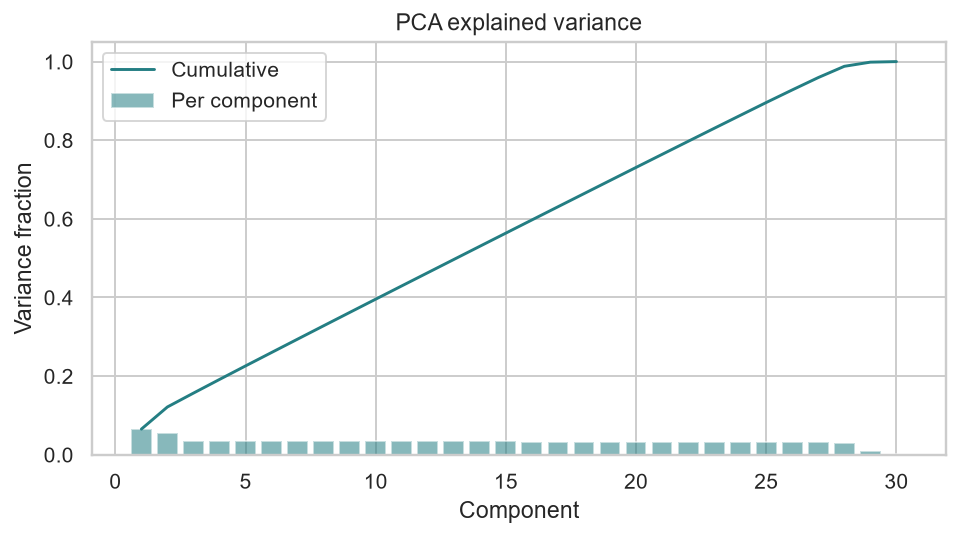 PCA explained variance
Cumulative
Per component
Variance fraction
1.0
0.8
0.6
0.4
0.2
0.0
0 5 10 15 20 25 30
Component